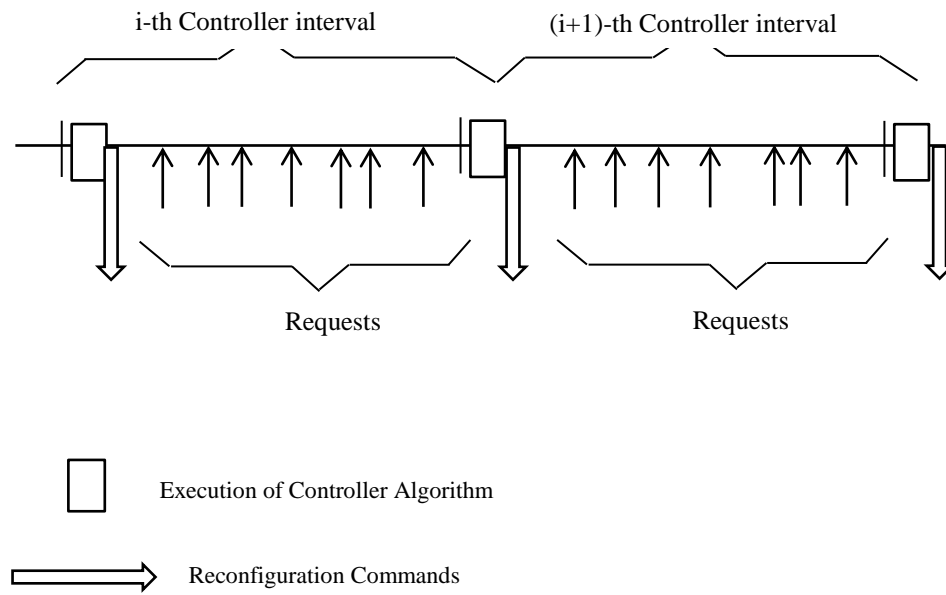 i-th Controller interval
(i+1)-th Controller interval
Requests
Requests
Execution of Controller Algorithm
Reconfiguration Commands